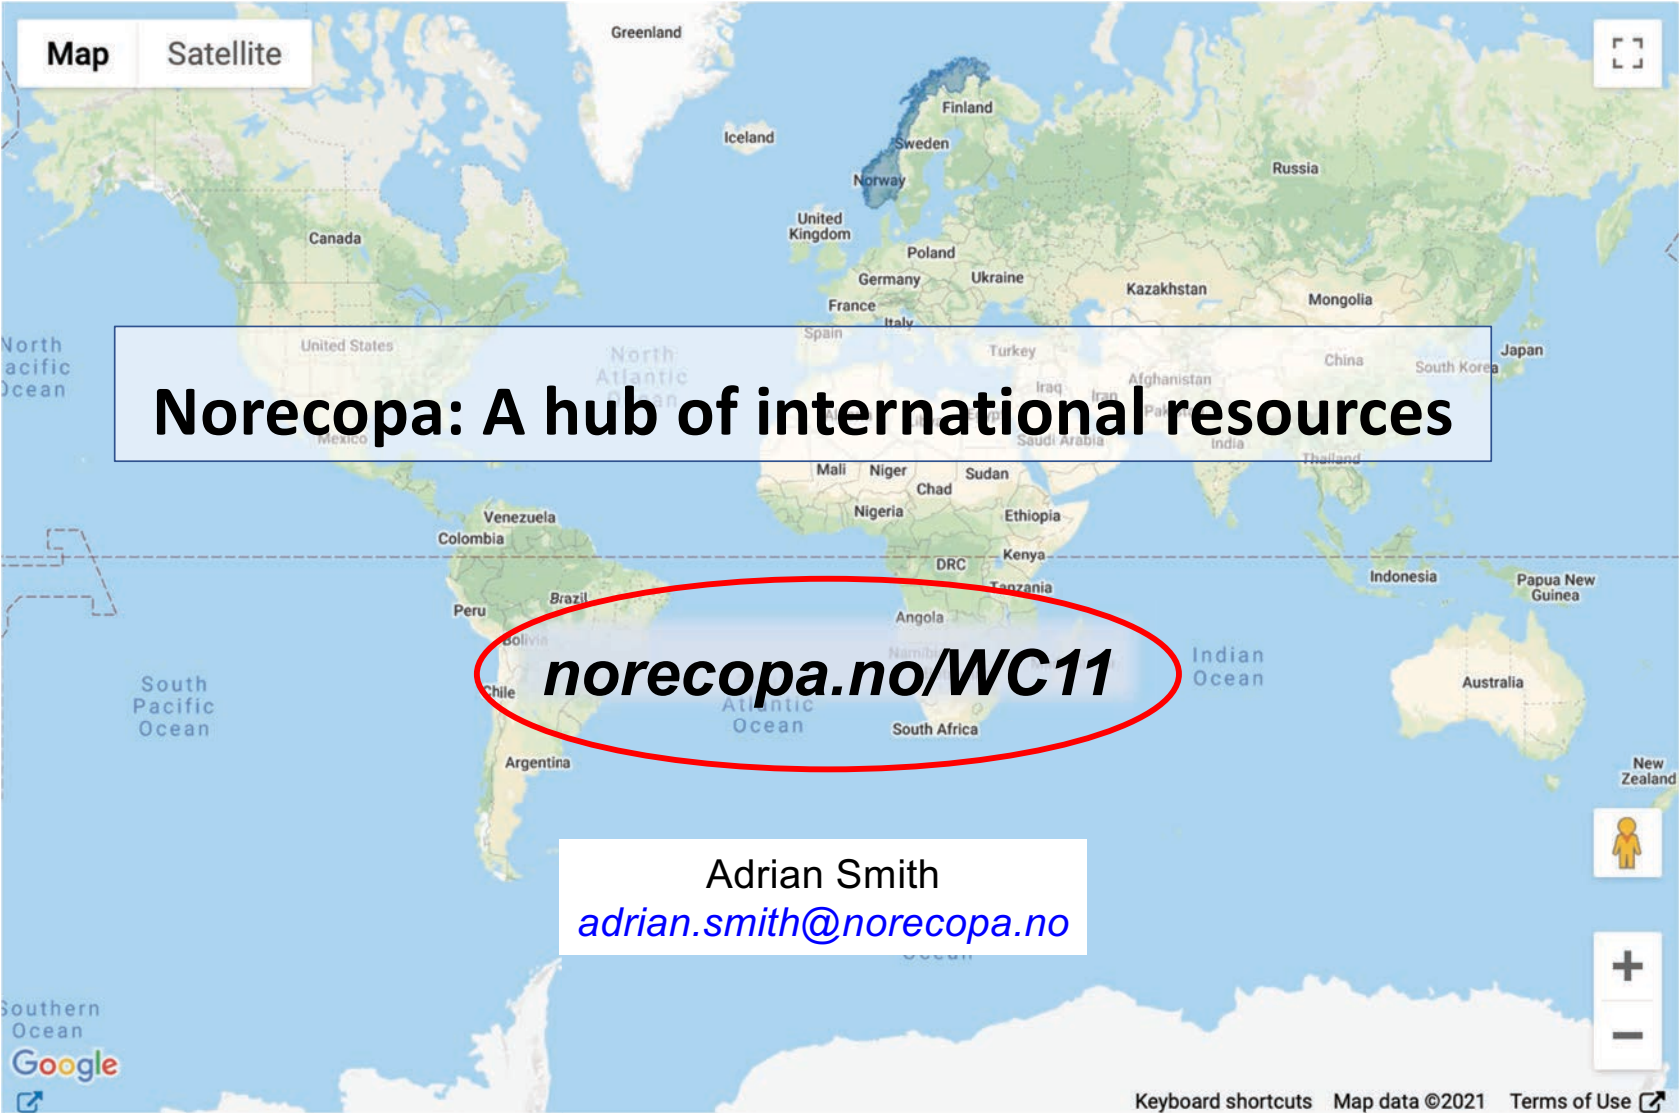 Map Satellite
Greenland
Iceland
Finland
Sweden
Norway
Russia
United
Kingdom
Canada
Poland
Germany
Ukraine
France
Kazakhstan
Mongolia
Italy
Spain
North
acific
Ocean
United States
North
Atlantic
Turkey
China
South Korea
Japan
Iraq
Iran
Afghanistan
Norecopa: A hub of international resources
Mexico
Saudi Arabia
India
Thailand
Mali
Niger
Chad
Sudan
Venezuela
Nigeria
Ethiopia
Colombia
DRC
Kenya
Tanzania
Indonesia
Papua New
Guinea
Peru
Brazil
Angola
Bolivia
norecopa.no/WC11
Indian
Ocean
South
Pacific
Ocean
Chile
Atlantic
Ocean
Australia
South Africa
Argentina
New
Zealand
Adrian Smith
adrian.smith@norecopa.no
Southern
Ocean
Google
Keyboard shortcuts Map data ©2021 Terms of Use